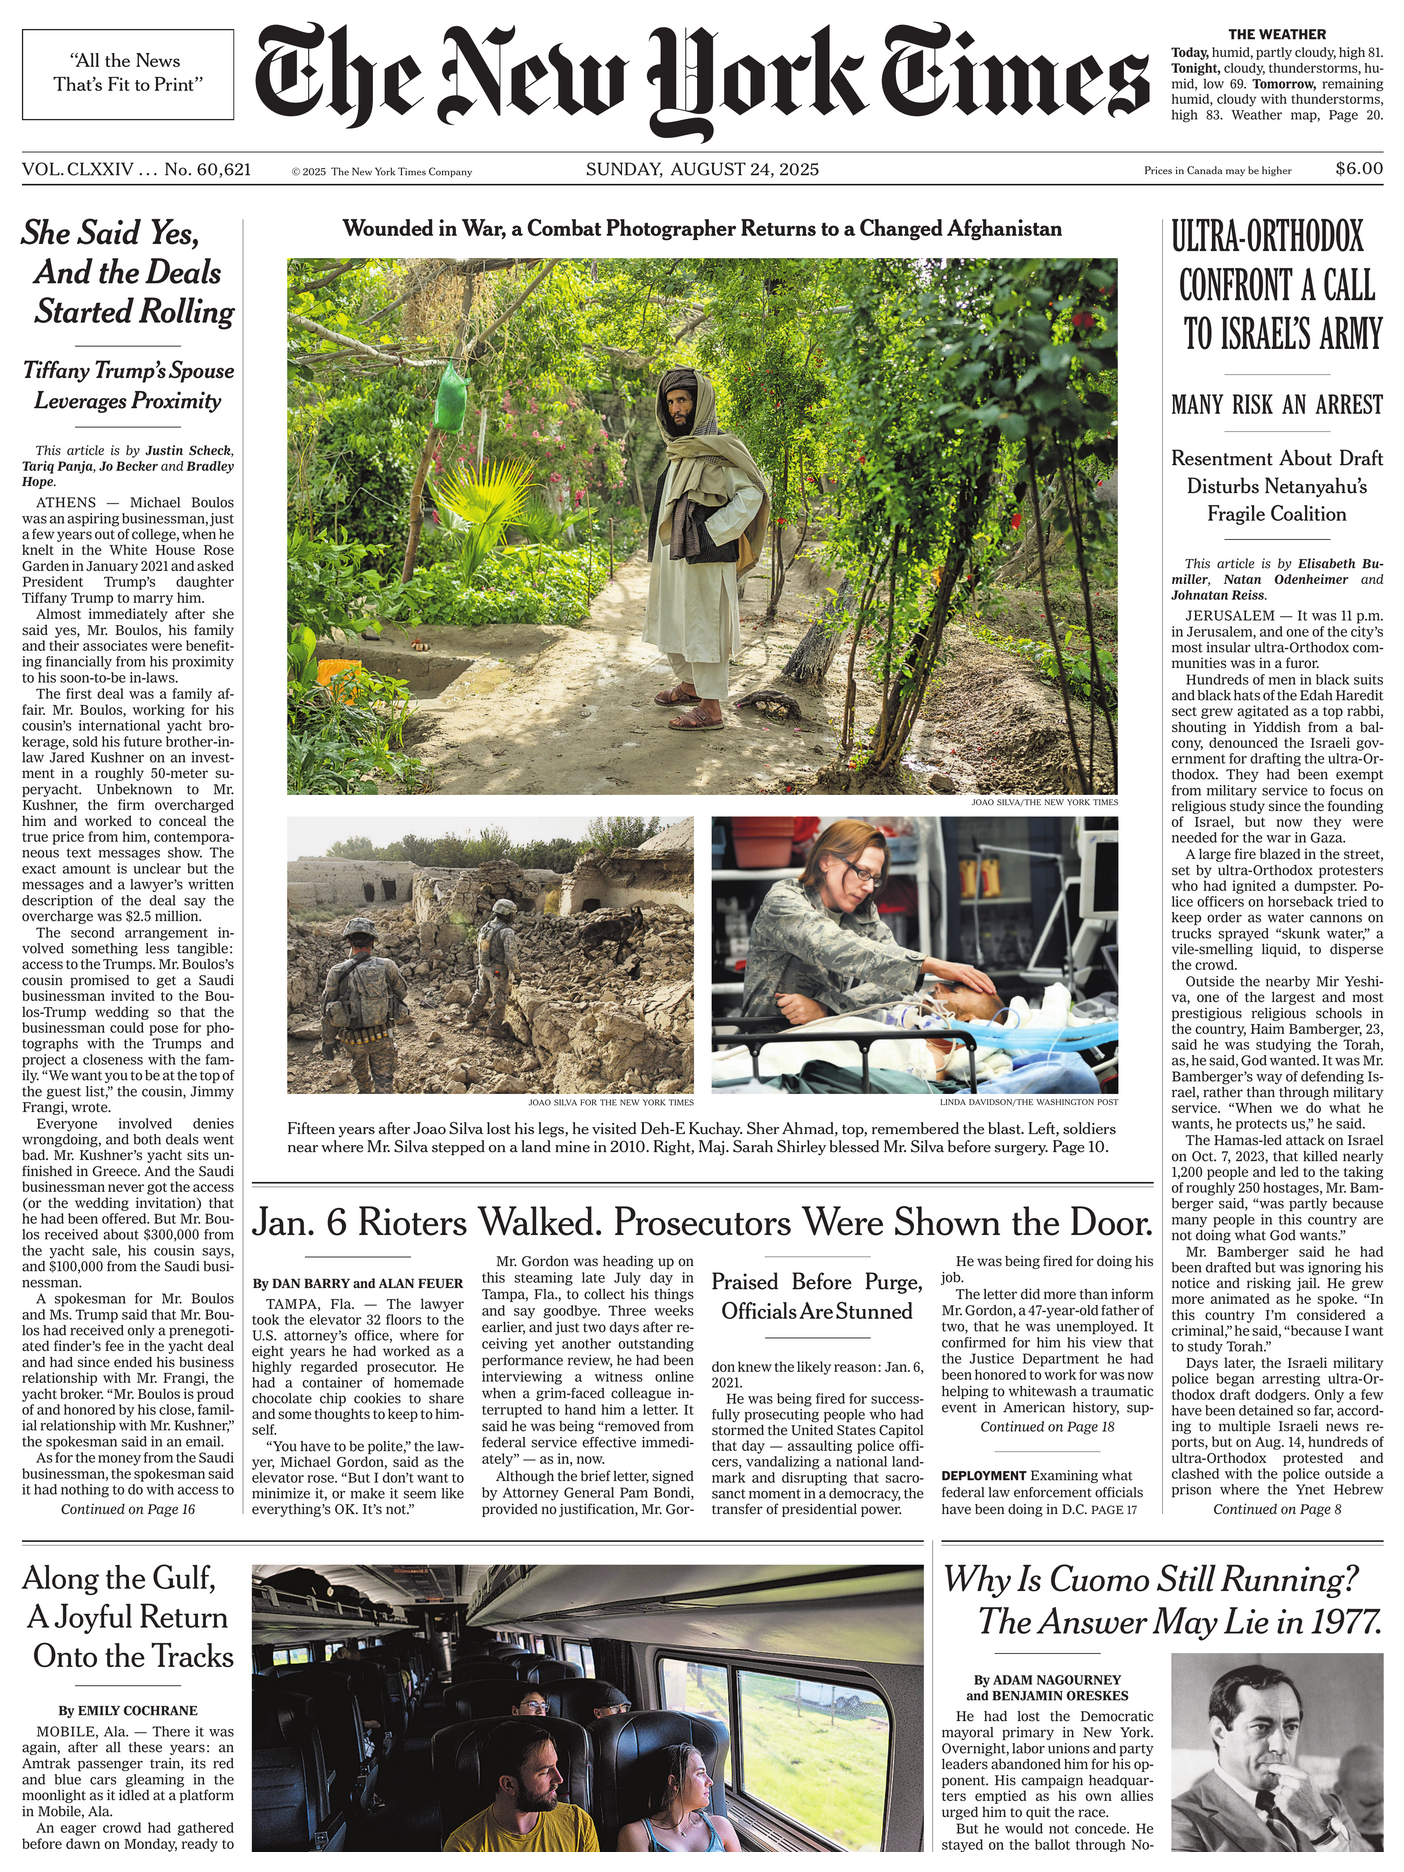 “All the News
That’s Fit to Print”
The New York Times
THE WEATHER
Today, humid, partly cloudy, high 81.
Tonight, cloudy, thunderstorms, hu-
mid, low 69. Tomorrow, remaining
humid, cloudy with thunderstorms,
high 83. Weather map, Page 20.
VOL. CLXXIV . . . No. 60,621
© 2025 The New York Times Company
SUNDAY, AUGUST 24, 2025
Prices in Canada may be higher
$6.00
She Said Yes,
And the Deals
Started Rolling
Tiffany Trump’s Spouse
Leverages Proximity
This article is by Justin Scheck,
Tariq Panja, Jo Becker and Bradley
Hope.
ATHENS — Michael Boulos
was an aspiring businessman, just
a few years out of college, when he
knelt in the White House Rose
Garden in January 2021 and asked
President Trump’s daughter
Tiffany Trump to marry him.
Almost immediately after she
said yes, Mr. Boulos, his family
and their associates were benefit-
ing financially from his proximity
to his soon-to-be in-laws.
The first deal was a family af-
fair. Mr. Boulos, working for his
cousin’s international yacht bro-
kerage, sold his future brother-in-
law Jared Kushner on an invest-
ment in a roughly 50-meter su-
peryacht. Unbeknown to Mr.
Kushner, the firm overcharged
him and worked to conceal the
true price from him, contempora-
neous text messages show. The
exact amount is unclear but the
messages and a lawyer’s written
description of the deal say the
overcharge was $2.5 million.
The second arrangement in-
volved something less tangible:
access to the Trumps. Mr. Boulos’s
cousin promised to get a Saudi
businessman invited to the Bou-
los-Trump wedding so that the
businessman could pose for pho-
tographs with the Trumps and
project a closeness with the fam-
ily. “We want you to be at the top of
the guest list,” the cousin, Jimmy
Frangi, wrote.
Everyone involved denies
wrongdoing, and both deals went
bad. Mr. Kushner’s yacht sits un-
finished in Greece. And the Saudi
businessman never got the access
(or the wedding invitation) that
he had been offered. But Mr. Bou-
los received about $300,000 from
the yacht sale, his cousin says,
and $100,000 from the Saudi busi-
nessman.
A spokesman for Mr. Boulos
and Ms. Trump said that Mr. Bou-
los had received only a prenegoti-
ated finder’s fee in the yacht deal
and had since ended his business
relationship with Mr. Frangi, the
yacht broker. “Mr. Boulos is proud
of and honored by his close, famil-
ial relationship with Mr. Kushner,”
the spokesman said in an email.
As for the money from the Saudi
businessman, the spokesman said
it had nothing to do with access to
Continued on Page 16
Wounded in War, a Combat Photographer Returns to a Changed Afghanistan
JOAO SILVA/THE NEW YORK TIMES
JOAO SILVA FOR THE NEW YORK TIMES
LINDA DAVIDSON/THE WASHINGTON POST
Fifteen years after Joao Silva lost his legs, he visited Deh-E Kuchay. Sher Ahmad, top, remembered the blast. Left, soldiers
near where Mr. Silva stepped on a land mine in 2010. Right, Maj. Sarah Shirley blessed Mr. Silva before surgery. Page 10.
Jan. 6 Rioters Walked. Prosecutors Were Shown the Door.
By DAN BARRY and ALAN FEUER
TAMPA, Fla. — The lawyer
took the elevator 32 floors to the
U.S. attorney’s office, where for
eight years he had worked as a
highly regarded prosecutor. He
had a container of homemade
chocolate chip cookies to share
and some thoughts to keep to him-
self.
“You have to be polite,” the law-
yer, Michael Gordon, said as the
elevator rose. “But I don’t want to
minimize it, or make it seem like
everything’s OK. It’s not.”
Mr. Gordon was heading up on
this steaming late July day in
Tampa, Fla., to collect his things
and say goodbye. Three weeks
earlier, and just two days after re-
ceiving yet another outstanding
performance review, he had been
interviewing a witness online
when a grim-faced colleague in-
terrupted to hand him a letter. It
said he was being “removed from
federal service effective immedi-
ately” — as in, now.
Although the brief letter, signed
by Attorney General Pam Bondi,
provided no justification, Mr. Gor-
Praised Before Purge,
Officials Are Stunned
don knew the likely reason: Jan. 6,
2021.
He was being fired for success-
fully prosecuting people who had
stormed the United States Capitol
that day — assaulting police offi-
cers, vandalizing a national land-
mark and disrupting that sacro-
sanct moment in a democracy, the
transfer of presidential power.
He was being fired for doing his
job.
The letter did more than inform
Mr. Gordon, a 47-year-old father of
two, that he was unemployed. It
confirmed for him his view that
the Justice Department he had
been honored to work for was now
helping to whitewash a traumatic
event in American history, sup-
Continued on Page 18
DEPLOYMENT Examining what
federal law enforcement officials
have been doing in D.C. PAGE 17
ULTRA-ORTHODOX
CONFRONT A CALL
TO ISRAEL’S ARMY
MANY RISK AN ARREST
Resentment About Draft
Disturbs Netanyahu’s
Fragile Coalition
This article is by Elisabeth Bu-
miller, Natan Odenheimer and
Johnatan Reiss.
JERUSALEM — It was 11 p.m.
in Jerusalem, and one of the city’s
most insular ultra-Orthodox com-
munities was in a furor.
Hundreds of men in black suits
and black hats of the Edah Haredit
sect grew agitated as a top rabbi,
shouting in Yiddish from a bal-
cony, denounced the Israeli gov-
ernment for drafting the ultra-Or-
thodox. They had been exempt
from military service to focus on
religious study since the founding
of Israel, but now they were
needed for the war in Gaza.
A large fire blazed in the street,
set by ultra-Orthodox protesters
who had ignited a dumpster. Po-
lice officers on horseback tried to
keep order as water cannons on
trucks sprayed “skunk water,” a
vile-smelling liquid, to disperse
the crowd.
Outside the nearby Mir Yeshi-
va, one of the largest and most
prestigious religious schools in
the country, Haim Bamberger, 23,
said he was studying the Torah,
as, he said, God wanted. It was Mr.
Bamberger’s way of defending Is-
rael, rather than through military
service. “When we do what he
wants, he protects us,” he said.
The Hamas-led attack on Israel
on Oct. 7, 2023, that killed nearly
1,200 people and led to the taking
of roughly 250 hostages, Mr. Bam-
berger said, “was partly because
many people in this country are
not doing what God wants.”
Mr. Bamberger said he had
been drafted but was ignoring his
notice and risking jail. He grew
more animated as he spoke. “In
this country I’m considered a
criminal,” he said, “because I want
to study Torah.”
Days later, the Israeli military
police began arresting ultra-Or-
thodox draft dodgers. Only a few
have been detained so far, accord-
ing to multiple Israeli news re-
ports, but on Aug. 14, hundreds of
ultra-Orthodox protested and
clashed with the police outside a
prison where the Ynet Hebrew
Continued on Page 8
Along the Gulf,
A Joyful Return
Onto the Tracks
By EMILY COCHRANE
MOBILE, Ala. — There it was
again, after all these years: an
Amtrak passenger train, its red
and blue cars gleaming in the
moonlight as it idled at a platform
in Mobile, Ala.
An eager crowd had gathered
before dawn on Monday, ready to
Why Is Cuomo Still Running?
The Answer May Lie in 1977.
By ADAM NAGOURNEY
and BENJAMIN ORESKES
He had lost the Democratic
mayoral primary in New York.
Overnight, labor unions and party
leaders abandoned him for his op-
ponent. His campaign headquar-
ters emptied as his own allies
urged him to quit the race.
But he would not concede. He
stayed on the ballot through No-